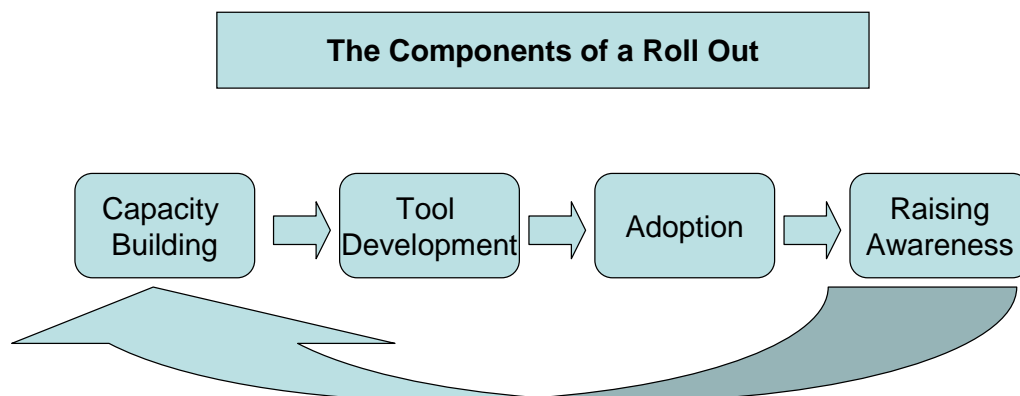 The Components of a Roll Out
Capacity
Building
Tool
Development
Adoption
Raising
Awareness